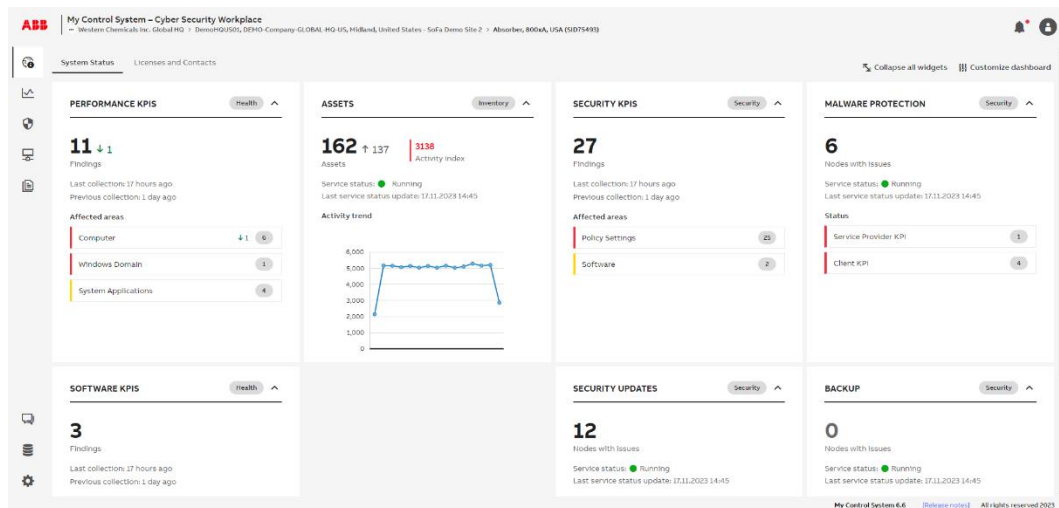 ABB
My Control System – Cyber Security Workplace
Western Chemicals Inc. Global HQ > DemoHQUS01, DEMO-Company-GLOBAL-HQ-US, Midland, United States - SoFa Demo Site 2 > Absorber, 800xA, USA (SID75493)
System Status Licenses and Contacts
Collapse all widgets Customize dashboard
PERFORMANCE KPIS Health
11 ↓ 1
Findings
Last collection: 17 hours ago
Previous collection: 1 day ago
Affected areas
Computer ↓ 1 6
Windows Domain 1
System Applications 4
ASSETS Inventory
162 ↑ 137
Assets
3138
Activity Index
Service status: Running
Last service status update: 17.11.2023 14:45
Activity trend
6,000
5,000
4,000
3,000
2,000
1,000
0
SECURITY KPIS Security
27
Findings
Last collection: 17 hours ago
Previous collection: 1 day ago
Affected areas
Policy Settings 25
Software 2
MALWARE PROTECTION Security
6
Nodes with issues
Service status: Running
Last service status update: 17.11.2023 14:45
Status
Service Provider KPI 1
Client KPI 4
SOFTWARE KPIS Health
3
Findings
Last collection: 17 hours ago
Previous collection: 1 day ago
SECURITY UPDATES Security
12
Nodes with issues
Service status: Running
Last service status update: 17.11.2023 14:45
BACKUP Security
0
Nodes with issues
Service status: Running
Last service status update: 17.11.2023 14:45
My Control System 6.6 [Release notes] All rights reserved 2023